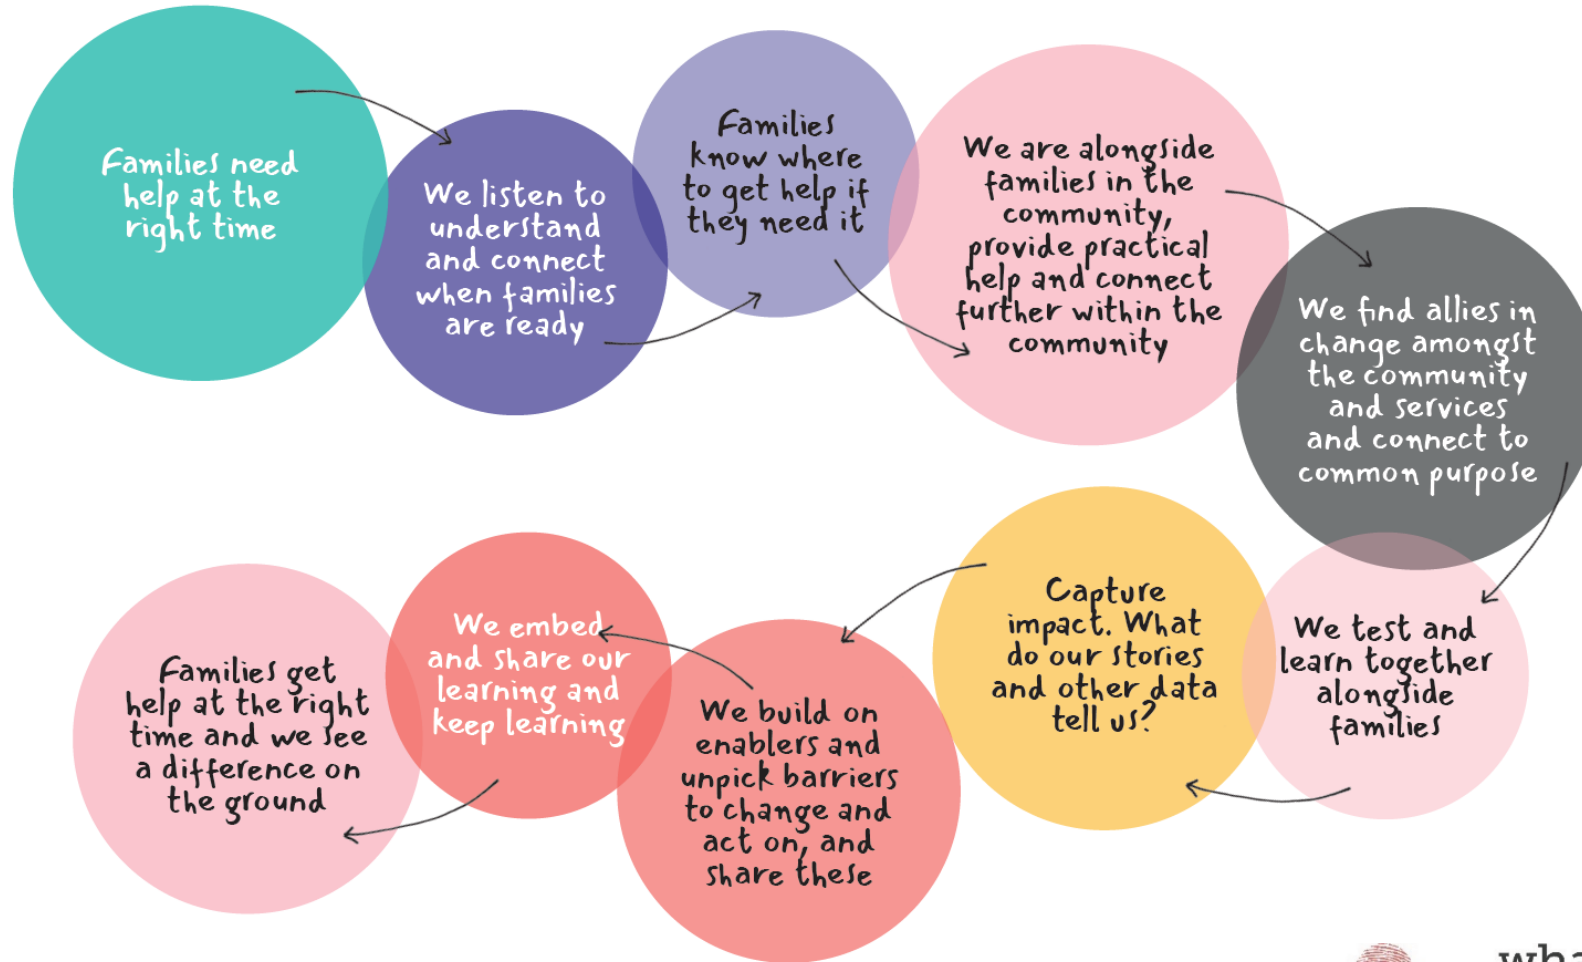 Families need
help at the
right time
We listen to
understand
and connect
when families
are ready
Families
know where
to get help if
they need it
We are alongside
families in the
community,
provide practical
help and connect
further within the
community
We find allies in
change amongst
the community
and services
and connect to
common purpose
We test and
learn together
alongside
families
Capture
impact. What
do our stories
and other data
tell us?
We build on
enablers and
unpick barriers
to change and
act on, and
share these
We embed
and share our
learning and
keep learning
Families get
help at the right
time and we see
a difference on
the ground